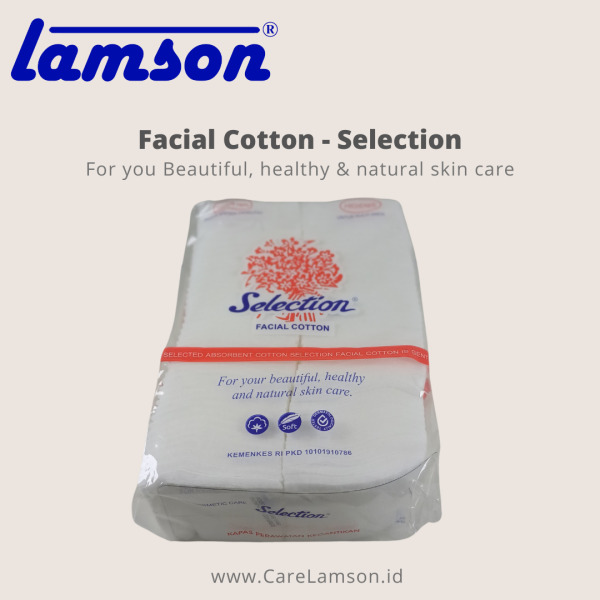 Lamson®
Facial Cotton - Selection
For you Beautiful, healthy & natural skin care
Selection®
FACIAL COTTON
SELECTED ABSORBENT COTTON-SELECTION FACIAL COTTON
For your beautiful, healthy
and natural skin care.
Soft
KEMENKES RI PKD 10101910786
Selection
KAPAS
www.CareLamson.id